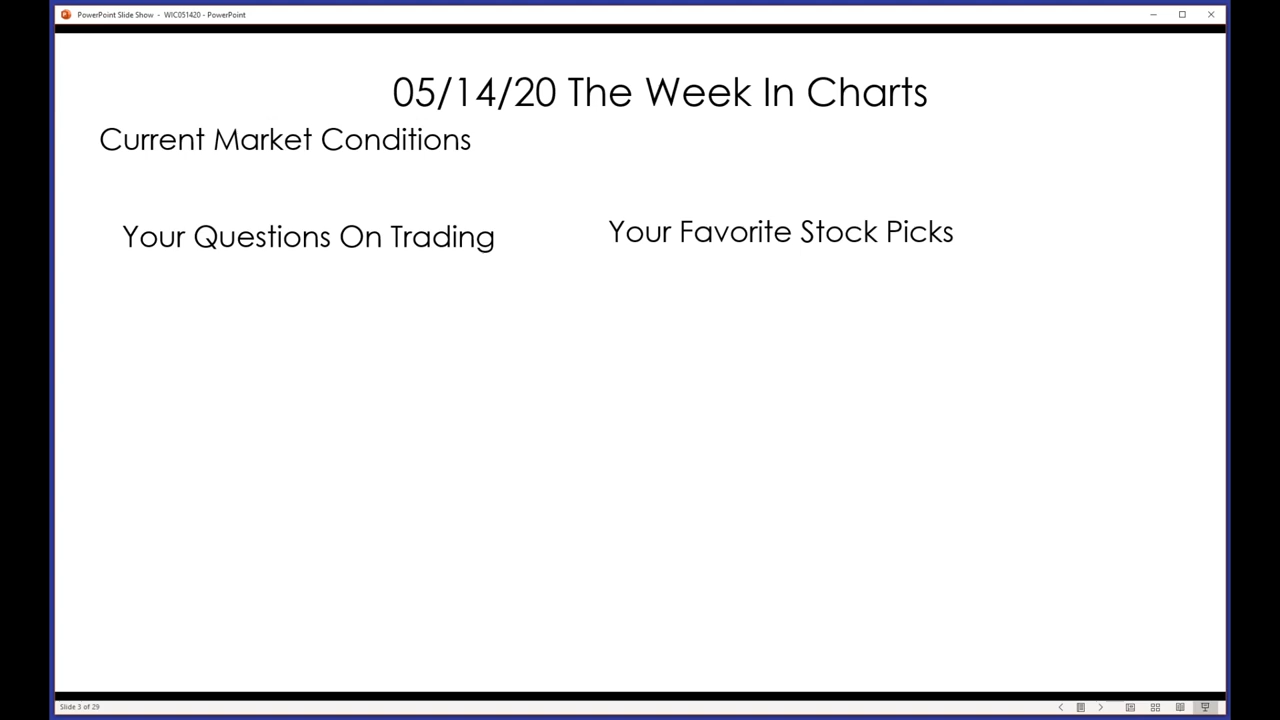 PowerPoint Slide Show - WIC051420 - PowerPoint
05/14/20 The Week In Charts
Current Market Conditions
Your Questions On Trading
Your Favorite Stock Picks
Slide 3 of 29